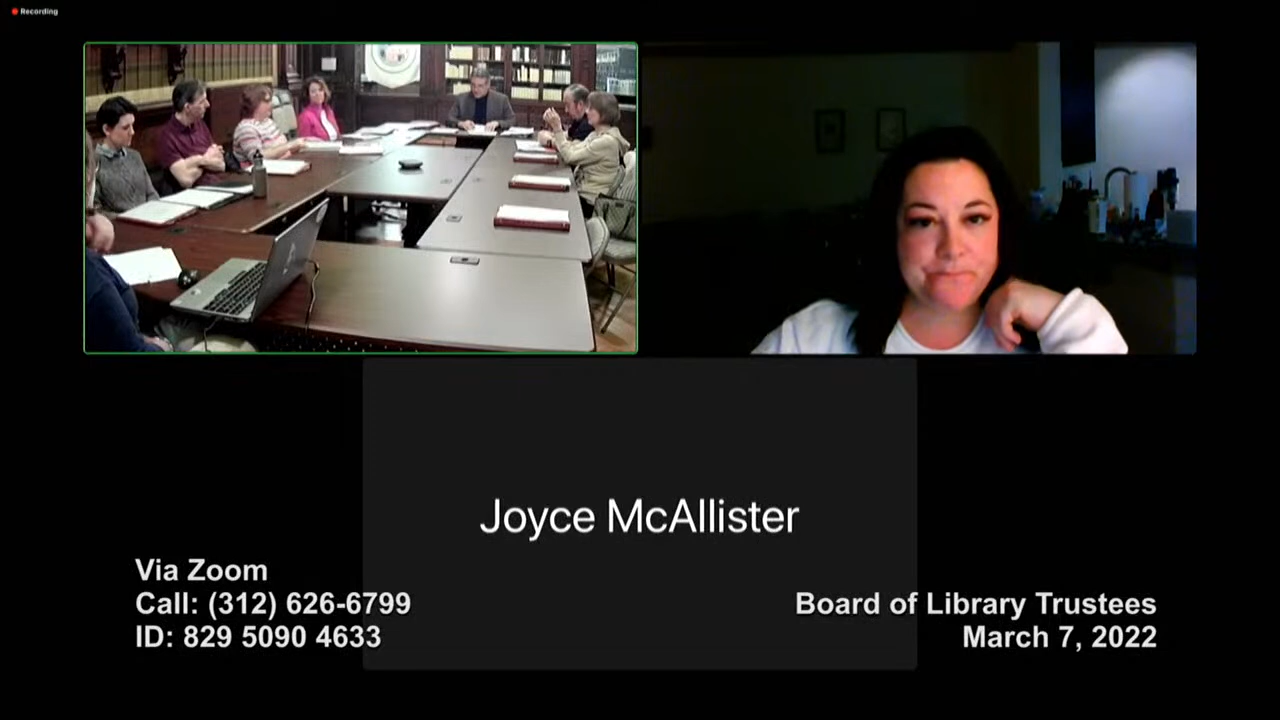 Recording
Joyce McAllister
Via Zoom
Call: (312) 626-6799
ID: 829 5090 4633
Board of Library Trustees
March 7, 2022